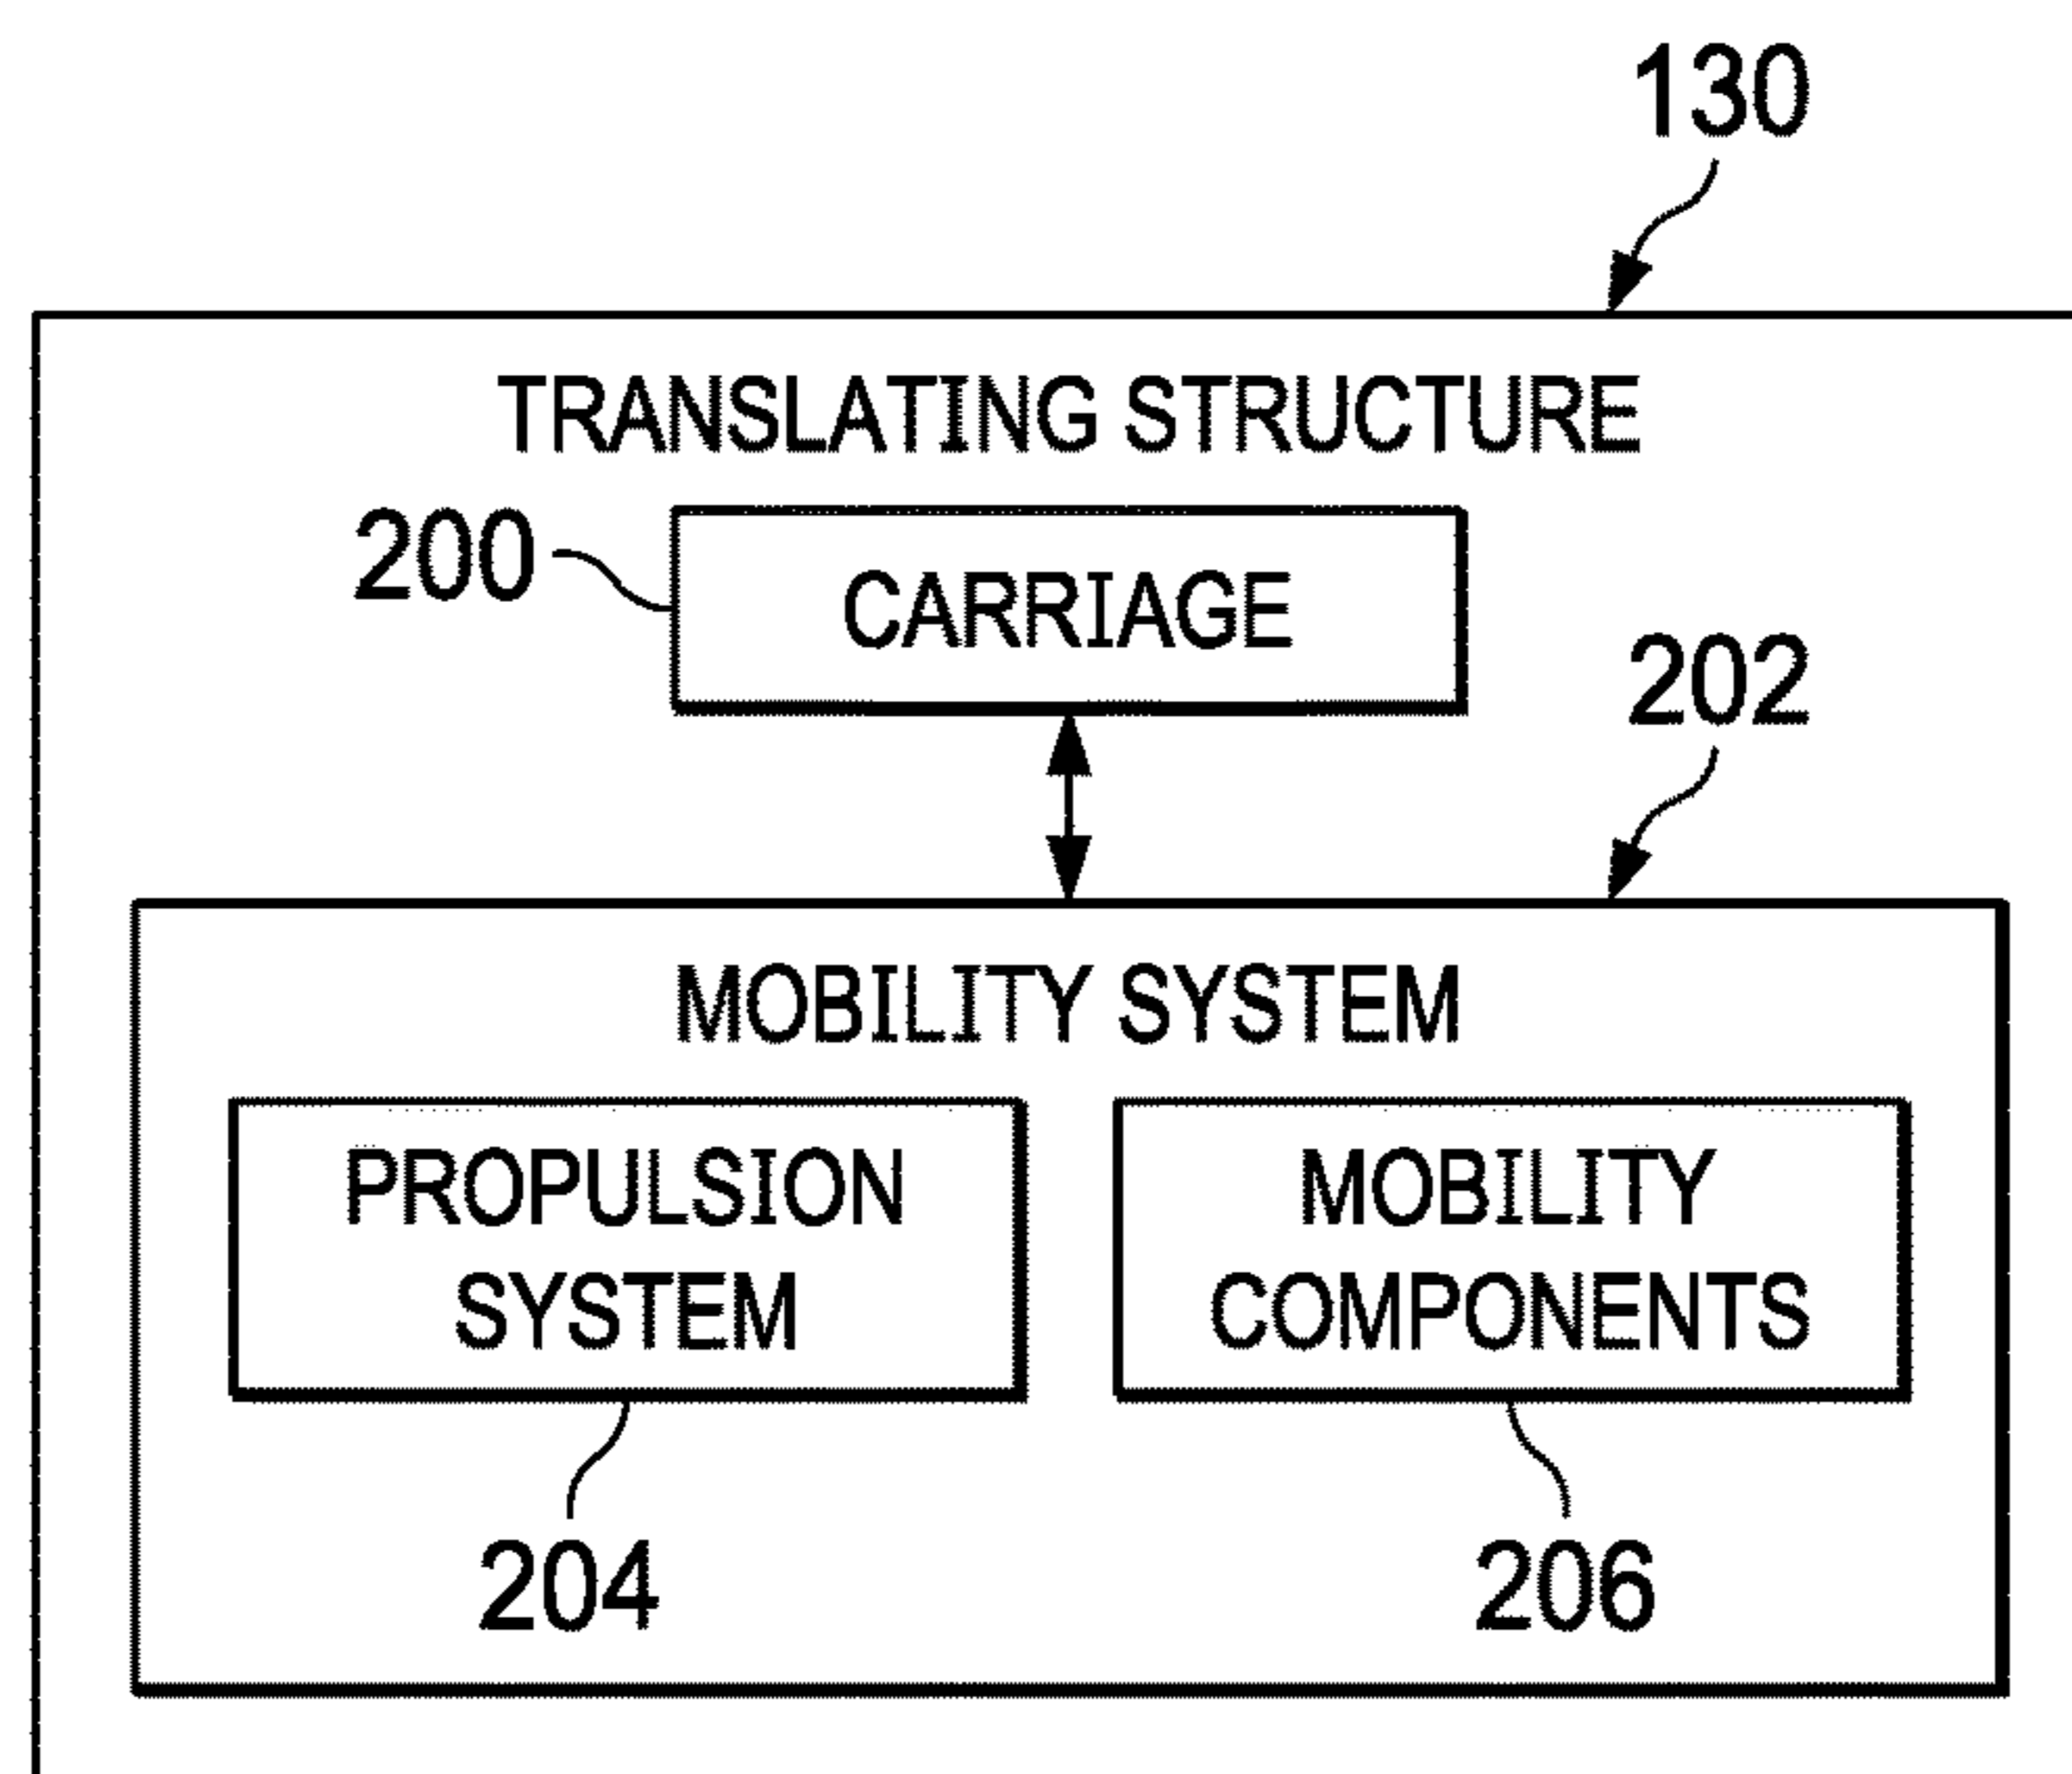 130
TRANSLATING STRUCTURE
200
CARRIAGE
202
MOBILITY SYSTEM
PROPULSION
SYSTEM
MOBILITY
COMPONENTS
204
206